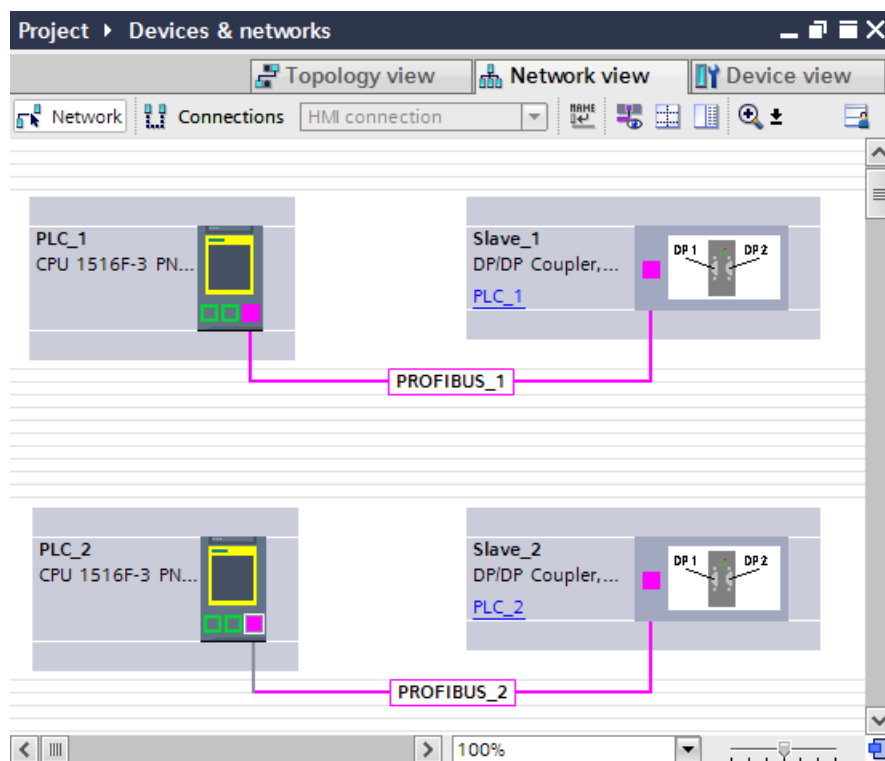 Project ▸ Devices & networks
Topology view
Network view
Device view
Network
Connections
HMI connection
NAME
PLC_1
CPU 1516F-3 PN...
Slave_1
DP/DP Coupler,...
PLC_1
DP 1
DP 2
PROFIBUS_1
PLC_2
CPU 1516F-3 PN...
Slave_2
DP/DP Coupler,...
PLC_2
DP 1
DP 2
PROFIBUS_2
100%